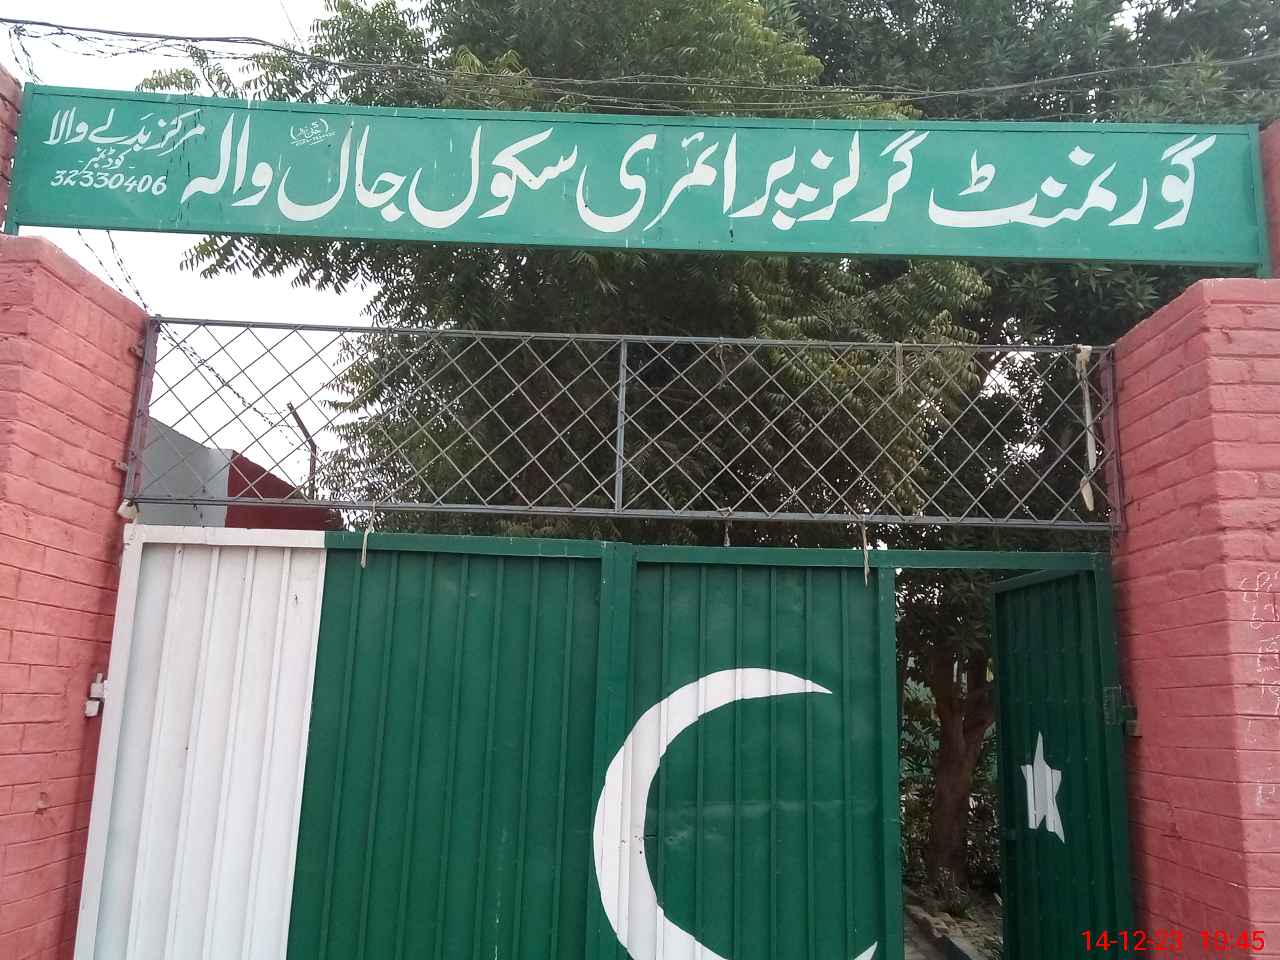 گورنمنٹ گرلز پرائمری سکول جال والہ
مرکز بدلے والا
کوڈ نمبر
32330406
14-12-23 10:45